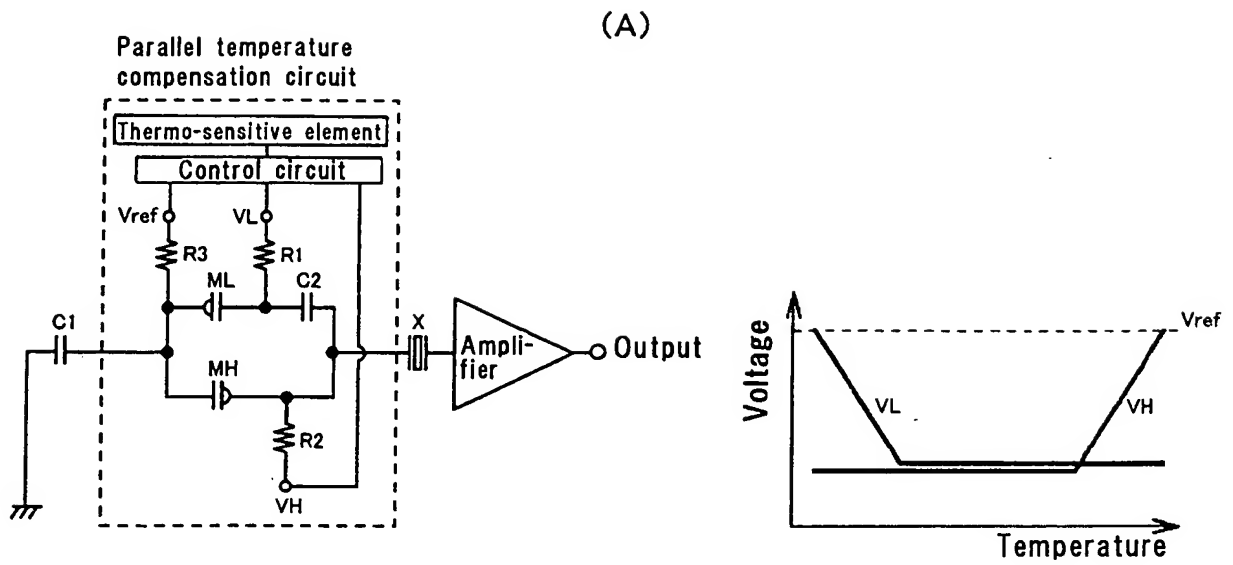 (A)
Parallel temperature
compensation circuit
Thermo-sensitive element
Control circuit
Vref
VL
R3
R1
ML
C2
C1
X
MH
Ampli-
fier
Output
R2
VH
Voltage
Vref
VL
VH
Temperature